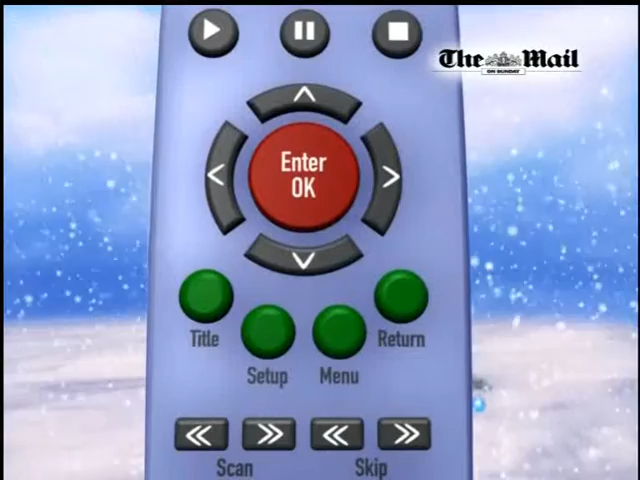 The Mail
ON SUNDAY
Enter
OK
Title
Return
Setup
Menu
Scan
Skip